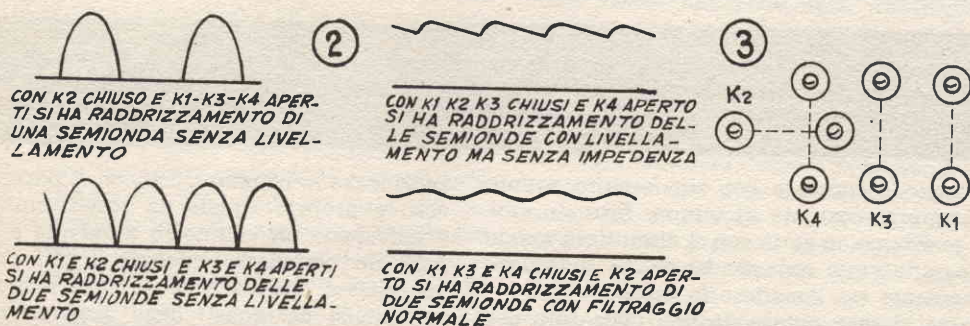 CON K2 CHIUSO E K1-K3-K4 APER-
TI SI HA RADDRIZZAMENTO DI
UNA SEMIONDA SENZA LIVEL-
LAMENTO
CON K1 E K2 CHIUSI E K3 E K4 APERTI
SI HA RADDRIZZAMENTO DELLE
DUE SEMIONDE SENZA LIVELLA-
MENTO
2
CON K1 K2 K3 CHIUSI E K4 APERTO
SI HA RADDRIZZAMENTO DEL-
LE SEMIONDE CON LIVELLA-
MENTO MA SENZA IMPEDENZA
CON K1 K3 E K4 CHIUSI E K2 APER-
TO SI HA RADDRIZZAMENTO DI
DUE SEMIONDE CON FILTRAGGIO
NORMALE
3
K2
K4 K3 K1